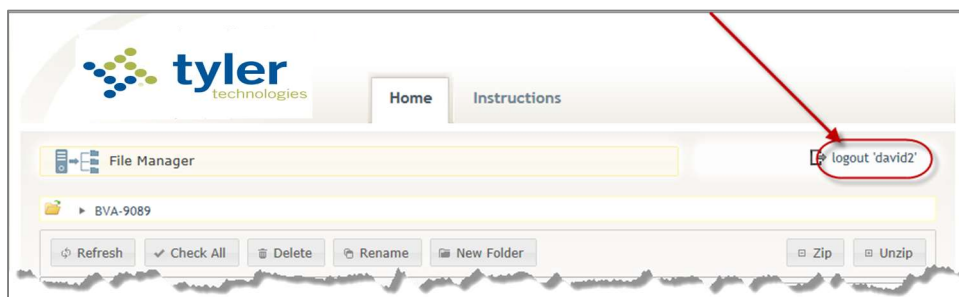 tyler
technologies
Home Instructions
File Manager
logout 'david2'
BVA-9089
Refresh Check All Delete Rename New Folder Zip Unzip